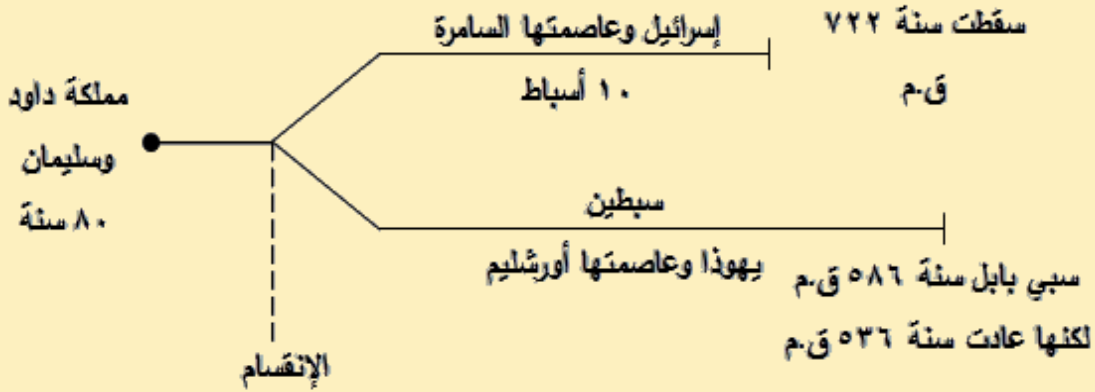 مملكة داود
وسليمان
٨٠ سنة
الإنقسام
إسرائيل وعاصمتها السامرة
١٠ أسباط
سقطت سنة ٧٢٢
ق.م
سبطين
يهوذا وعاصمتها أورشليم
سبي بابل سنة ٥٨٦ ق.م
لكنها عادت سنة ٥٣٦ ق.م